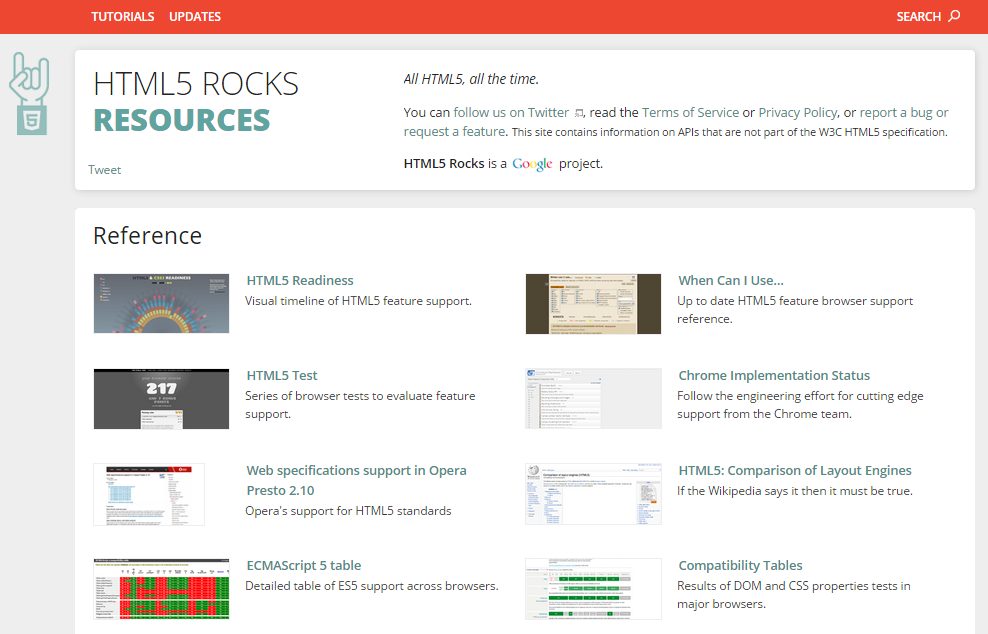 TUTORIALS UPDATES SEARCH
HTML5 ROCKS
RESOURCES
Tweet
All HTML5, all the time.
You can follow us on Twitter, read the Terms of Service or Privacy Policy, or report a bug or
request a feature. This site contains information on APIs that are not part of the W3C HTML5 specification.
HTML5 Rocks is a Google project.
Reference
HTML5 Readiness
Visual timeline of HTML5 feature support.
When Can I Use...
Up to date HTML5 feature browser support
reference.
217
HTML5 Test
Series of browser tests to evaluate feature
support.
Chrome Implementation Status
Follow the engineering effort for cutting edge
support from the Chrome team.
Web specifications support in Opera
Presto 2.10
Opera's support for HTML5 standards
HTML5: Comparison of Layout Engines
If the Wikipedia says it then it must be true.
ECMAScript 5 table
Detailed table of ES5 support across browsers.
Compatibility Tables
Results of DOM and CSS properties tests in
major browsers.